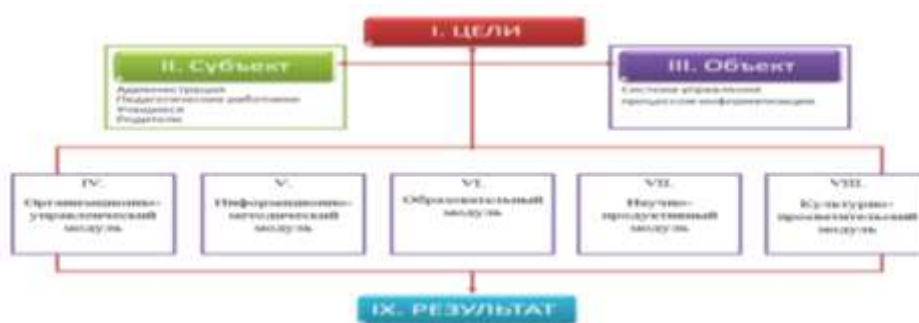 I. ЦЕЛИ
II. Субъект
Администрация
Педагогические работники
Учащиеся
Родители
III. Объект
Система управления
процессом информатизации
IV.
Организационно-
управленческий
модуль
V.
Информационно-
методический
модуль
VI.
Образовательный
модуль
VII.
Научно-
продуктивный
модуль
VIII.
Культурно-
просветительский
модуль
IX. РЕЗУЛЬТАТ